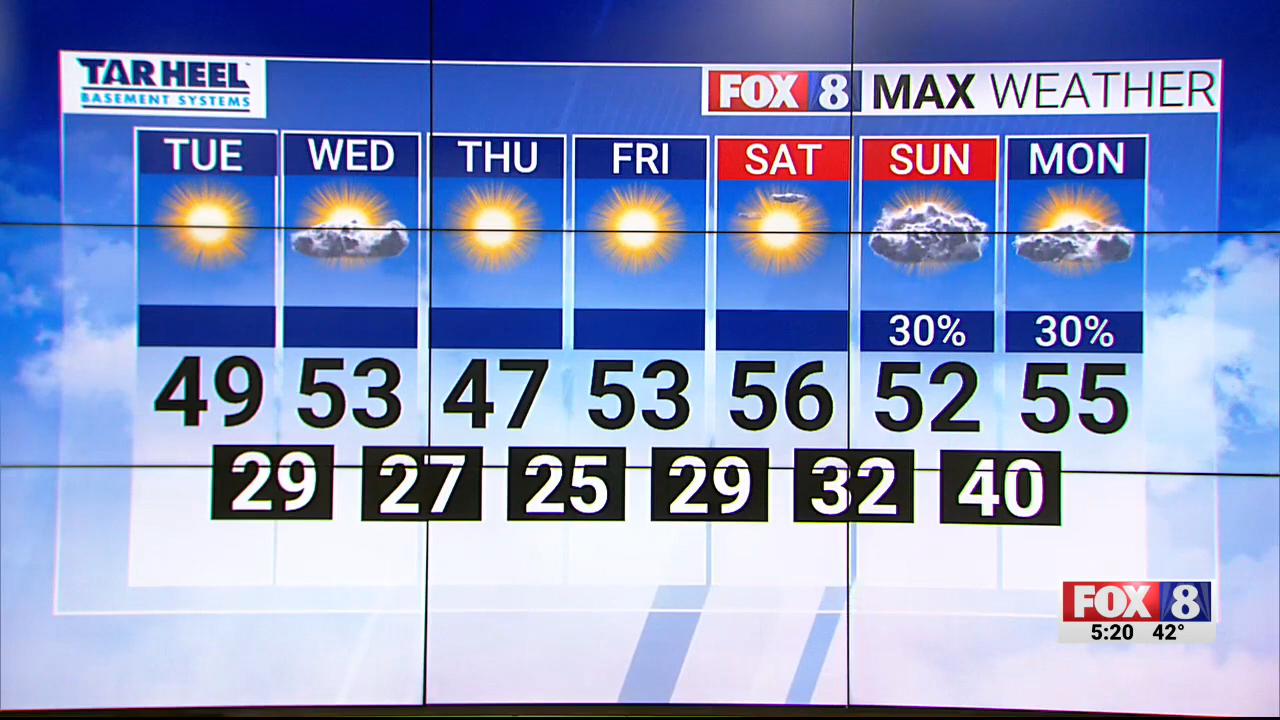 TAR HEEL
BASEMENT SYSTEMS
FOX 8 MAX WEATHER
TUE WED THU FRI SAT SUN MON
30% 30%
49 53 47 53 56 52 55
29 27 25 29 32 40
FOX 8
5:20 42°